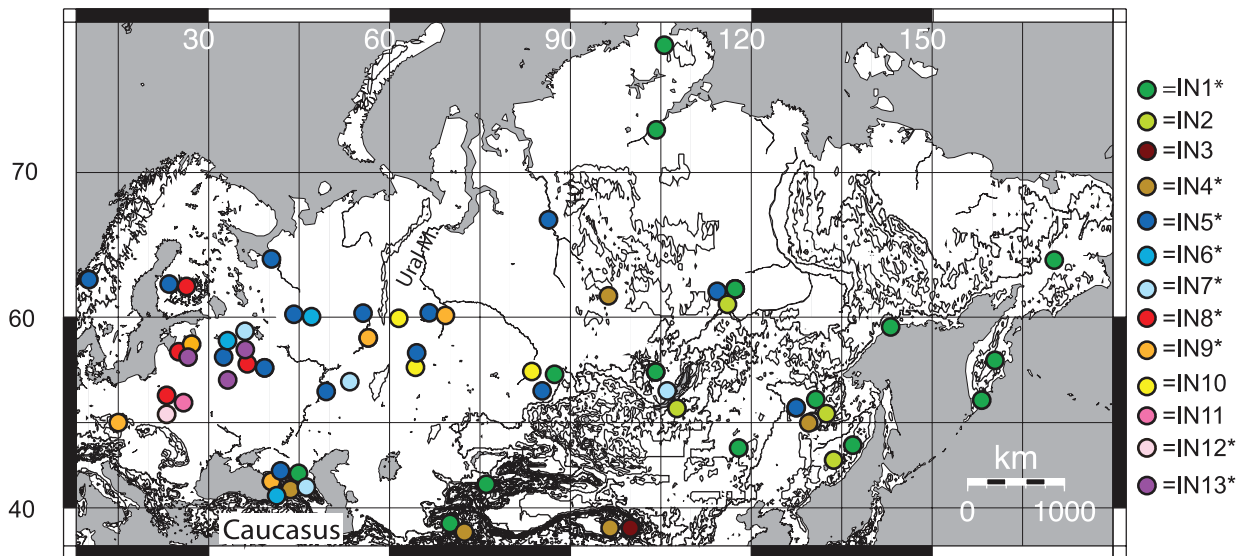 30 60 90 120 150
70
60
40
Ural M.
Caucasus
km
0 1000
=IN1*
=IN2
=IN3
=IN4*
=IN5*
=IN6*
=IN7*
=IN8*
=IN9*
=IN10
=IN11
=IN12*
=IN13*